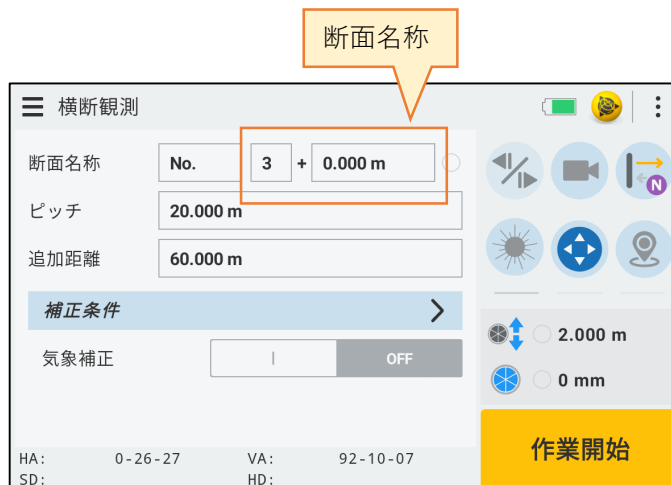 断面名称
横断観測
断面名称 No. 3 + 0.000 m
ピッチ 20.000 m
追加距離 60.000 m
補正条件
気象補正 | OFF
N
2.000 m
0 mm
作業開始
HA: 0-26-27 VA: 92-10-07
SD: HD: